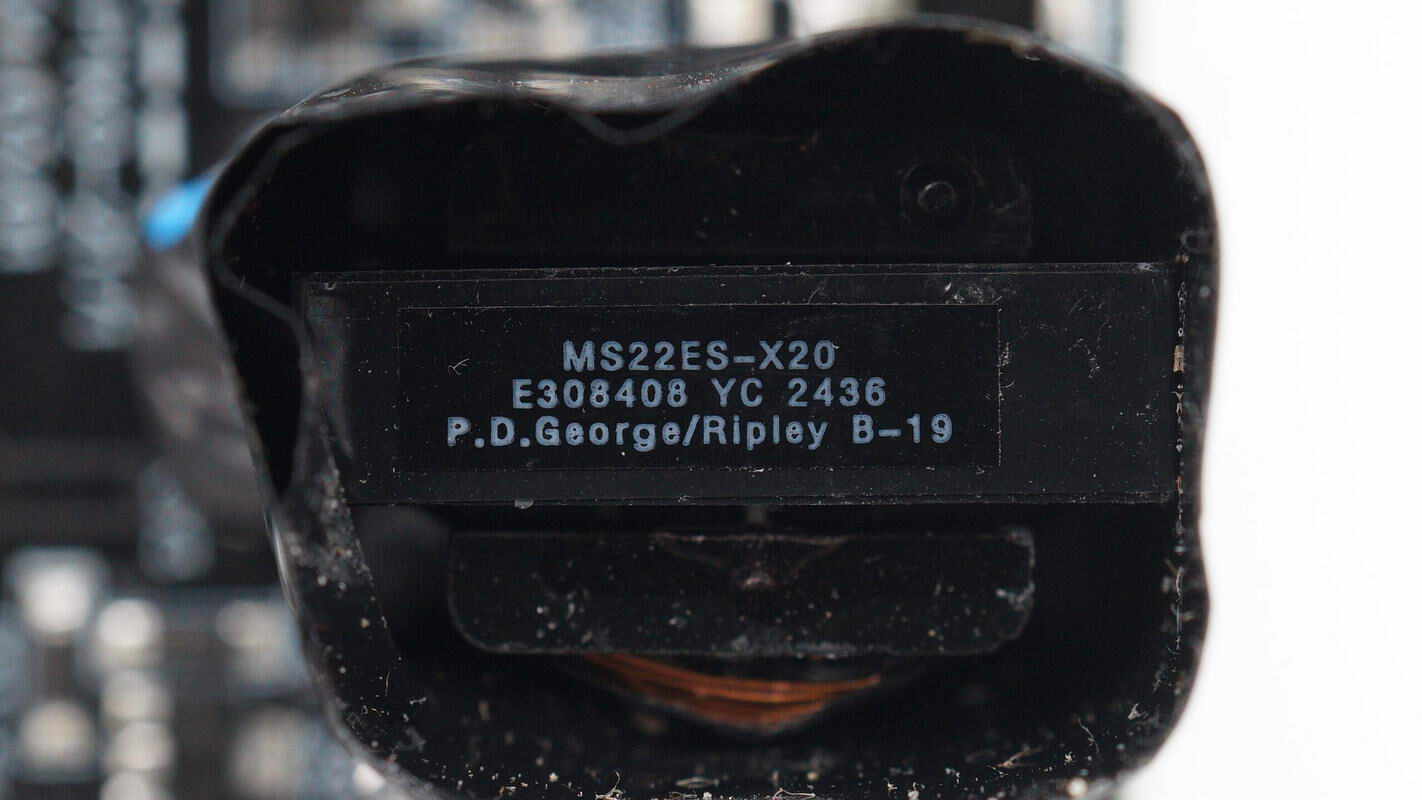 MS22ES-X20
E308408 YC 2436
P.D.George/Ripley B-19